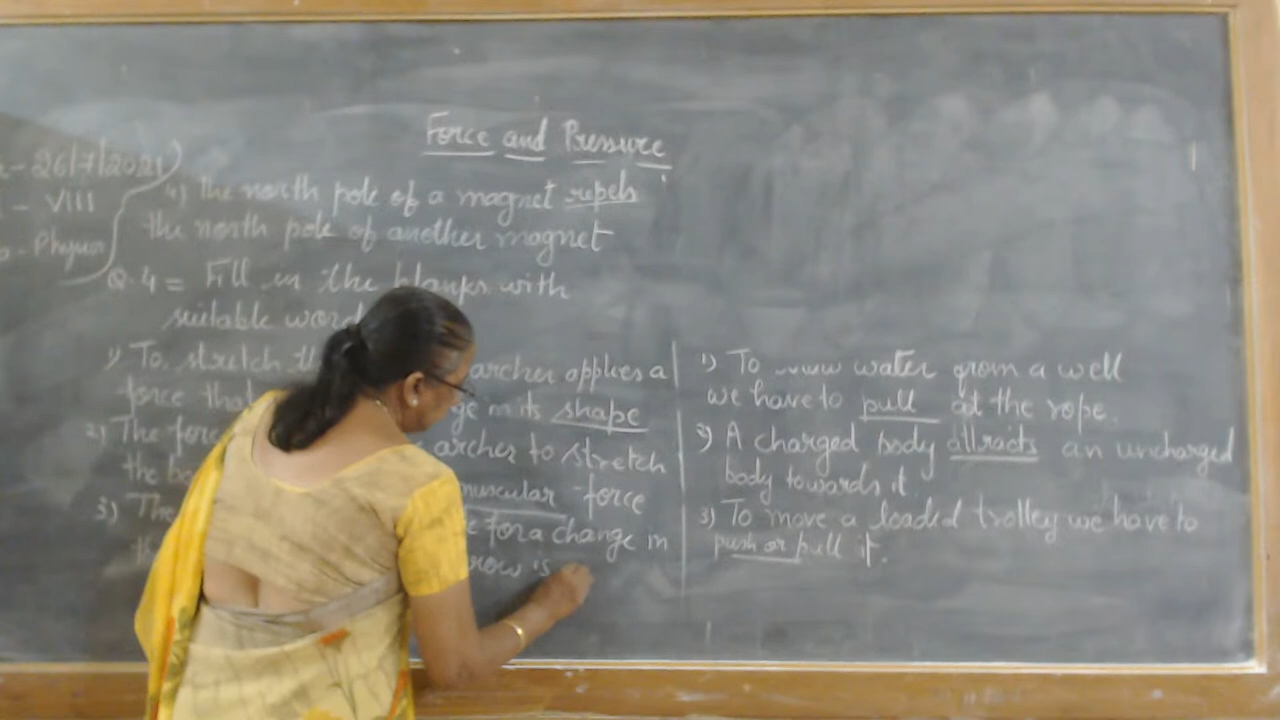 Force and Pressure
- 26/7/2021
- VIII
- Physics
4) the north pole of a magnet repels
the north pole of another magnet
Q.4 = Fill in the blanks with
suitable word
1) To stretch archer applies a
force that in its shape
2) The archer to stretch
the muscular force
3) The for a change in
is
1) To water from a well
we have to pull at the rope.
2) A charged body attracts an uncharged
body towards it
3) To move a loaded trolley we have to
push or pull it.